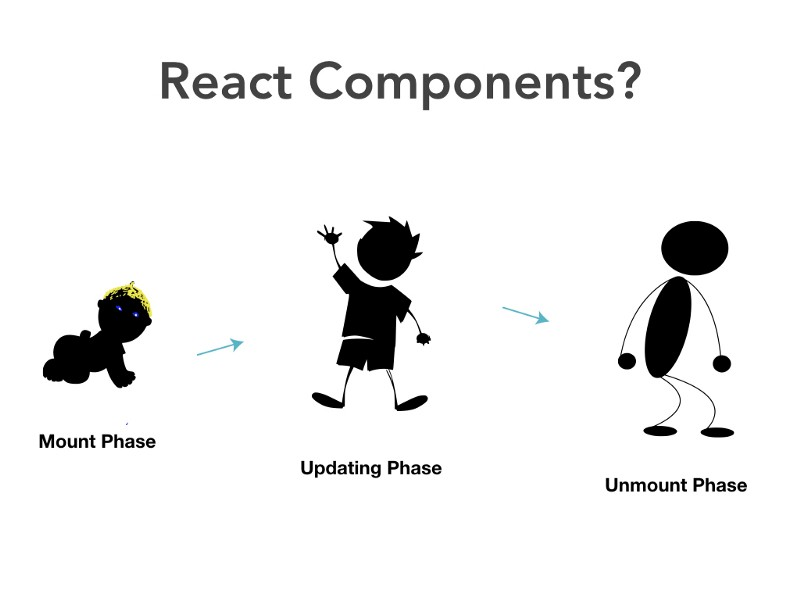 React Components?
Mount Phase
Updating Phase
Unmount Phase